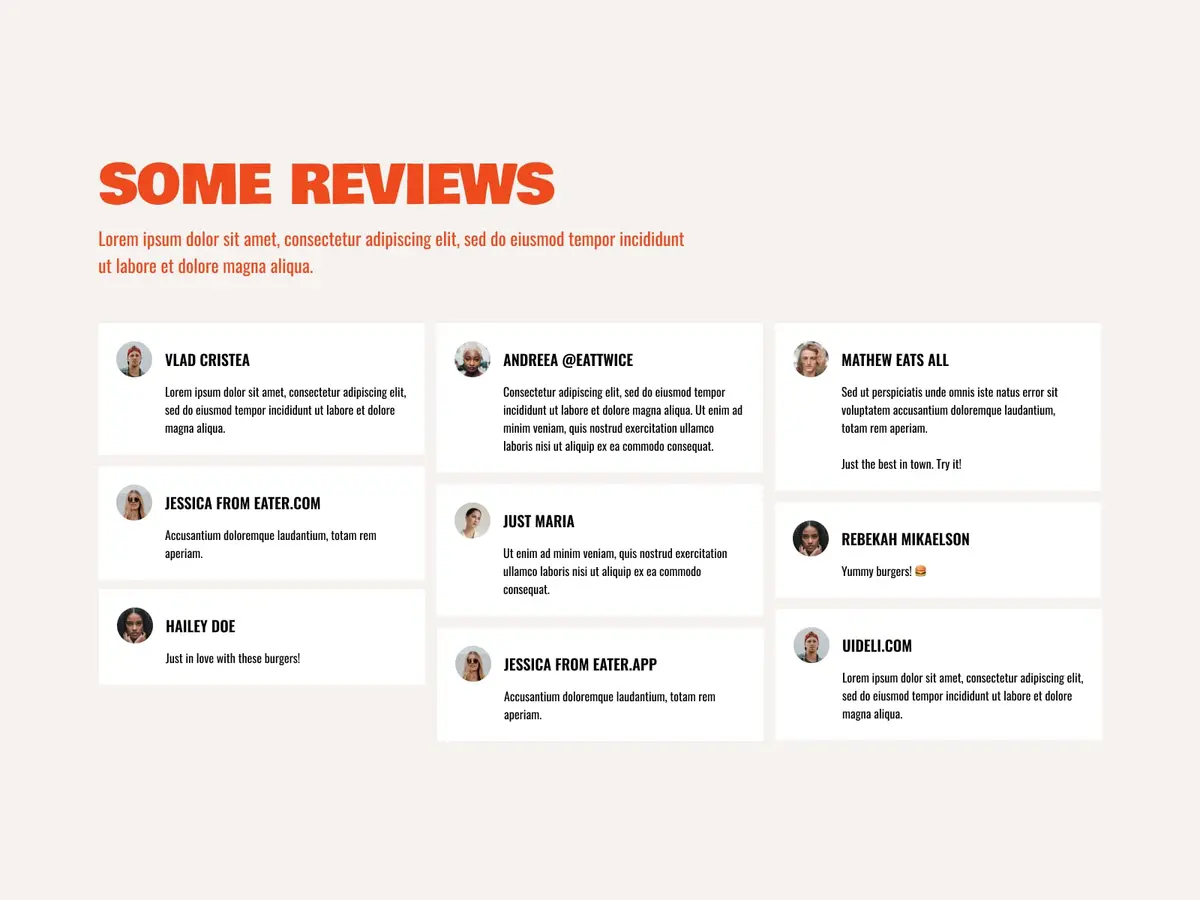 SOME REVIEWS
Lorem ipsum dolor sit amet, consectetur adipiscing elit, sed do eiusmod tempor incididunt
ut labore et dolore magna aliqua.
VLAD CRISTEA
Lorem ipsum dolor sit amet, consectetur adipiscing elit,
sed do eiusmod tempor incididunt ut labore et dolore
magna aliqua.
JESSICA FROM EATER.COM
Accusantium doloremque laudantium, totam rem
aperiam.
HAILEY DOE
Just in love with these burgers!
ANDREEA @EATTWICE
Consectetur adipiscing elit, sed do eiusmod tempor
incididunt ut labore et dolore magna aliqua. Ut enim ad
minim veniam, quis nostrud exercitation ullamco
laboris nisi ut aliquip ex ea commodo consequat.
JUST MARIA
Ut enim ad minim veniam, quis nostrud exercitation
ullamco laboris nisi ut aliquip ex ea commodo
consequat.
JESSICA FROM EATER.APP
Accusantium doloremque laudantium, totam rem
aperiam.
MATHEW EATS ALL
Sed ut perspiciatis unde omnis iste natus error sit
voluptatem accusantium doloremque laudantium,
totam rem aperiam.
Just the best in town. Try it!
REBEKAH MIKAELSON
Yummy burgers! 🍔
UIDELI.COM
Lorem ipsum dolor sit amet, consectetur adipiscing elit,
sed do eiusmod tempor incididunt ut labore et dolore
magna aliqua.